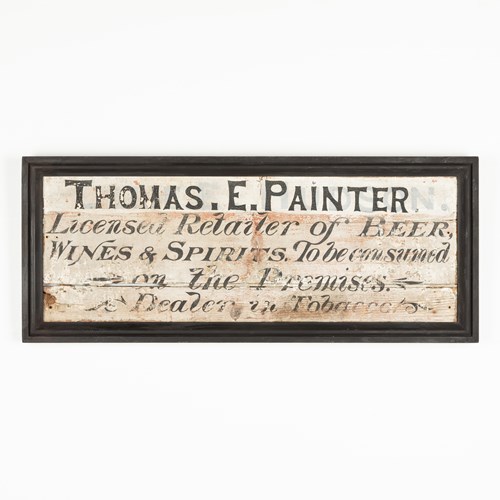 THOMAS. E. PAINTER
Licensed Retailer of BEER,
WINES & SPIRITS. To be consumed
on the Premises.
Dealer in Tobacco